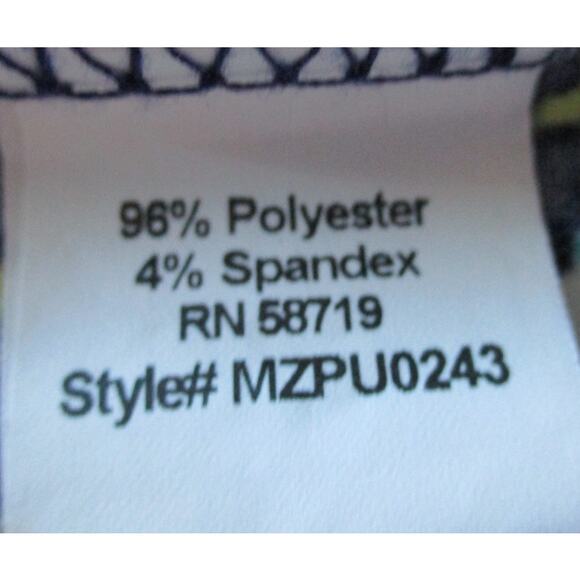 96% Polyester
4% Spandex
RN 58719
Style# MZPU0243